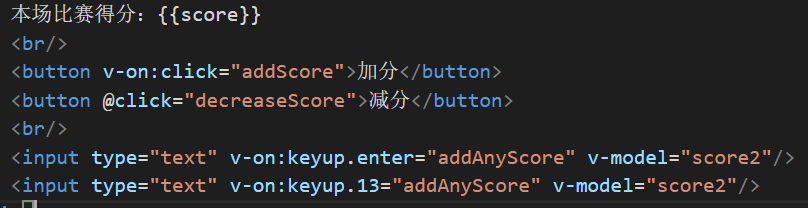 本场比赛得分：{{score}}
<br/>
<button v-on:click="addScore">加分</button>
<button @click="decreaseScore">减分</button>
<br/>
<input type="text" v-on:keyup.enter="addAnyScore" v-model="score2"/>
<input type="text" v-on:keyup.13="addAnyScore" v-model="score2"/>